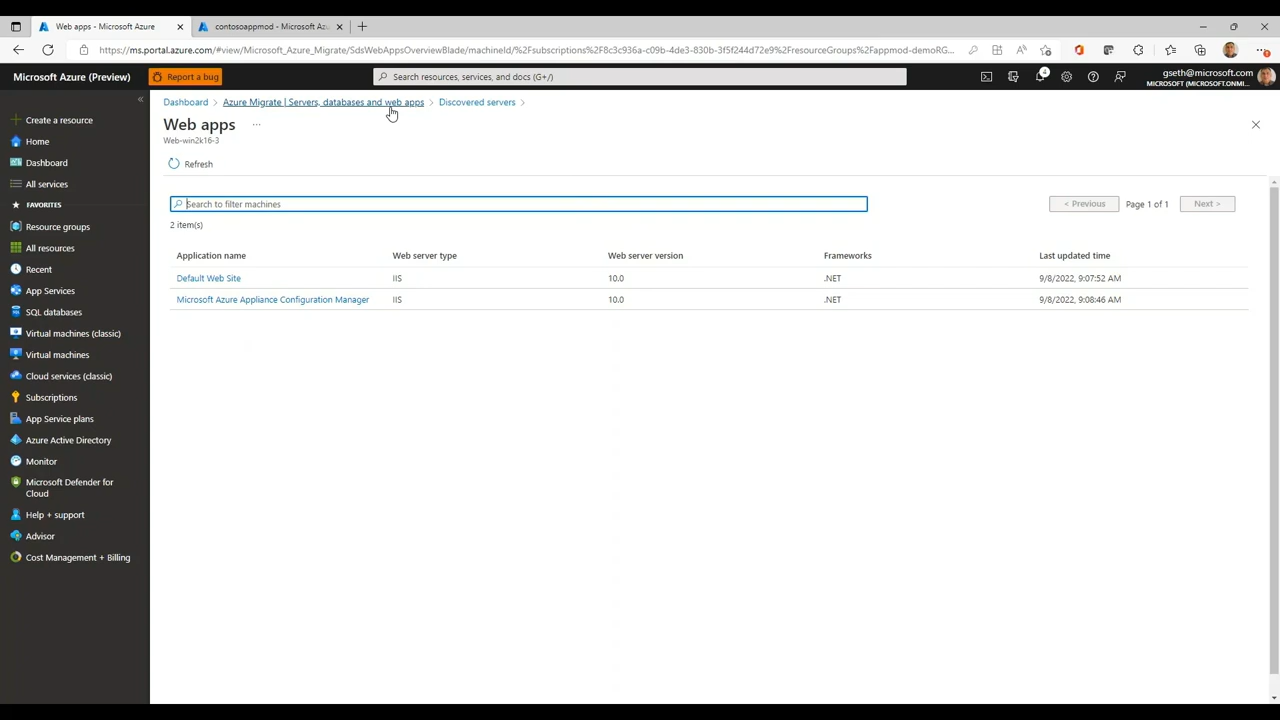 Web apps - Microsoft Azure
contosoappmod - Microsoft Az
https://ms.portal.azure.com/#view/Microsoft_Azure_Migrate/SdsWebAppsOverviewBlade/machineId/%2Fsubscriptions%2F8c3c936a-c09b-4de3-830b-3f5f244d72e9%2FresourceGroups%2Fappmod-demoRG...
Microsoft Azure (Preview)
Report a bug
Search resources, services, and docs (G+/)
4
gseth@microsoft.com
MICROSOFT (MICROSOFT.ONMI...
Dashboard > Azure Migrate | Servers, databases and web apps > Discovered servers >
Web apps ...
Web-win2k16-3
Refresh
Search to filter machines
< Previous
Page 1 of 1
Next >
2 item(s)
Application name
Web server type
Web server version
Frameworks
Last updated time
Default Web Site
IIS
10.0
.NET
9/8/2022, 9:07:52 AM
Microsoft Azure Appliance Configuration Manager
IIS
10.0
.NET
9/8/2022, 9:08:46 AM
Create a resource
Home
Dashboard
All services
FAVORITES
Resource groups
All resources
Recent
App Services
SQL databases
Virtual machines (classic)
Virtual machines
Cloud services (classic)
Subscriptions
App Service plans
Azure Active Directory
Monitor
Microsoft Defender for
Cloud
Help + support
Advisor
Cost Management + Billing